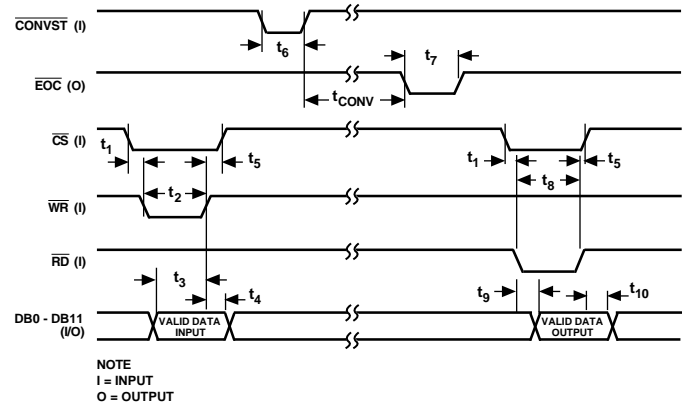 CONVST (I)
t6
t7
EOC (O)
tCONV
CS (I)
t1
t5
t1
t5
t2
t8
WR (I)
RD (I)
t3
t4
t9
t10
DB0 - DB11
(I/O)
VALID DATA
INPUT
VALID DATA
OUTPUT
NOTE
I = INPUT
O = OUTPUT